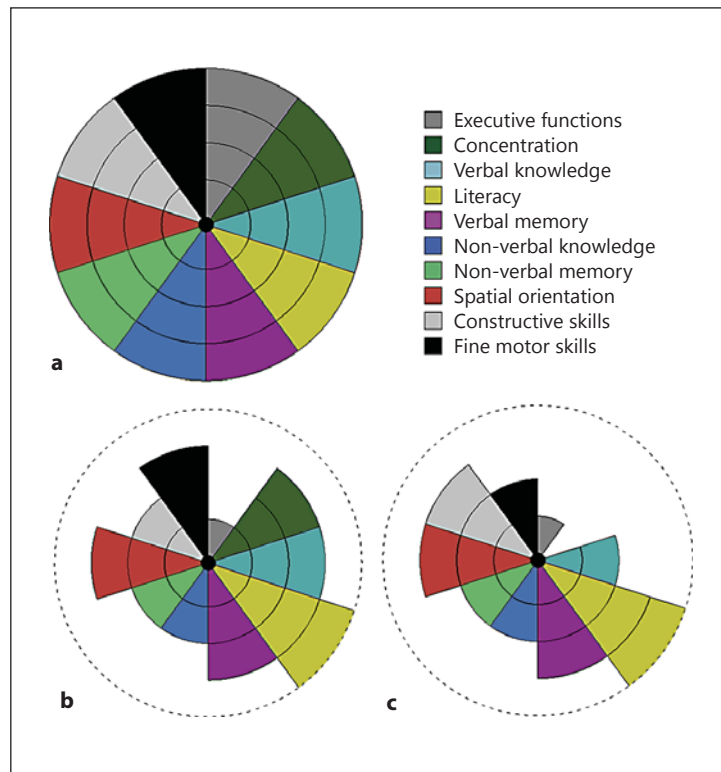 Executive functions
Concentration
Verbal knowledge
Literacy
Verbal memory
Non-verbal knowledge
Non-verbal memory
Spatial orientation
Constructive skills
Fine motor skills
a
b
c